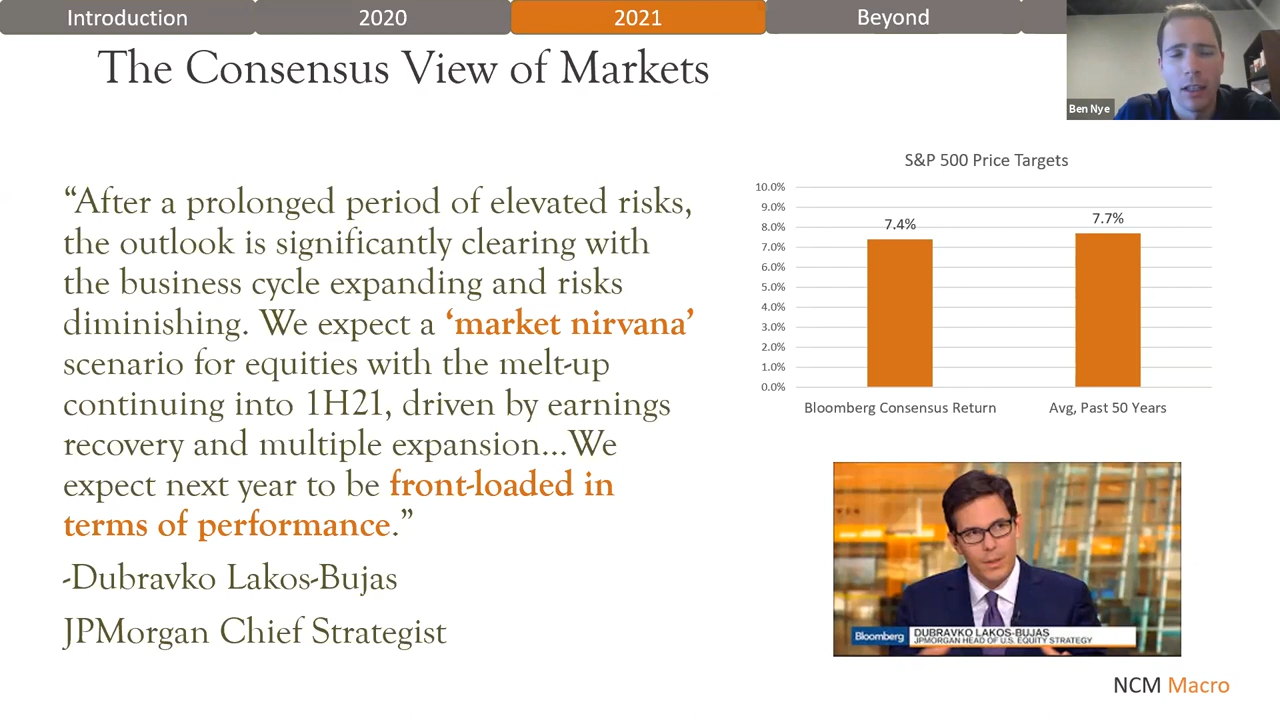 Introduction
2020
2021
Beyond
The Consensus View of Markets
Ben Nye
“After a prolonged period of elevated risks,
the outlook is significantly clearing with
the business cycle expanding and risks
diminishing. We expect a ‘market nirvana’
scenario for equities with the melt-up
continuing into 1H21, driven by earnings
recovery and multiple expansion…We
expect next year to be front-loaded in
terms of performance.”
-Dubravko Lakos-Bujas
JPMorgan Chief Strategist
S&P 500 Price Targets
10.0%
9.0%
8.0%
7.0%
6.0%
5.0%
4.0%
3.0%
2.0%
1.0%
0.0%
7.4%
7.7%
Bloomberg Consensus Return
Avg, Past 50 Years
Bloomberg
DUBRAVKO LAKOS-BUJAS
JPMORGAN HEAD OF U.S. EQUITY STRATEGY
NCM Macro